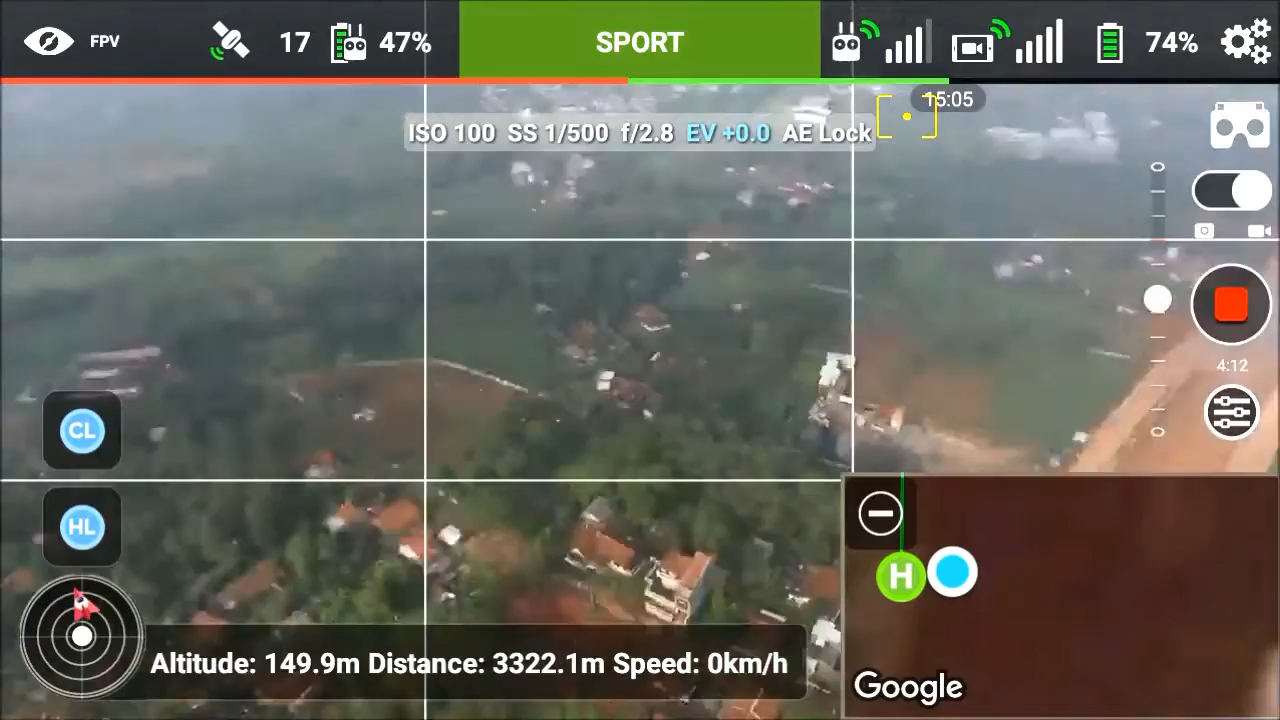 FPV 17 47% SPORT 74%
15:05
ISO 100 SS 1/500 f/2.8 EV +0.0 AE Lock
4:12
CL
HL
H
Altitude: 149.9m Distance: 3322.1m Speed: 0km/h
Google